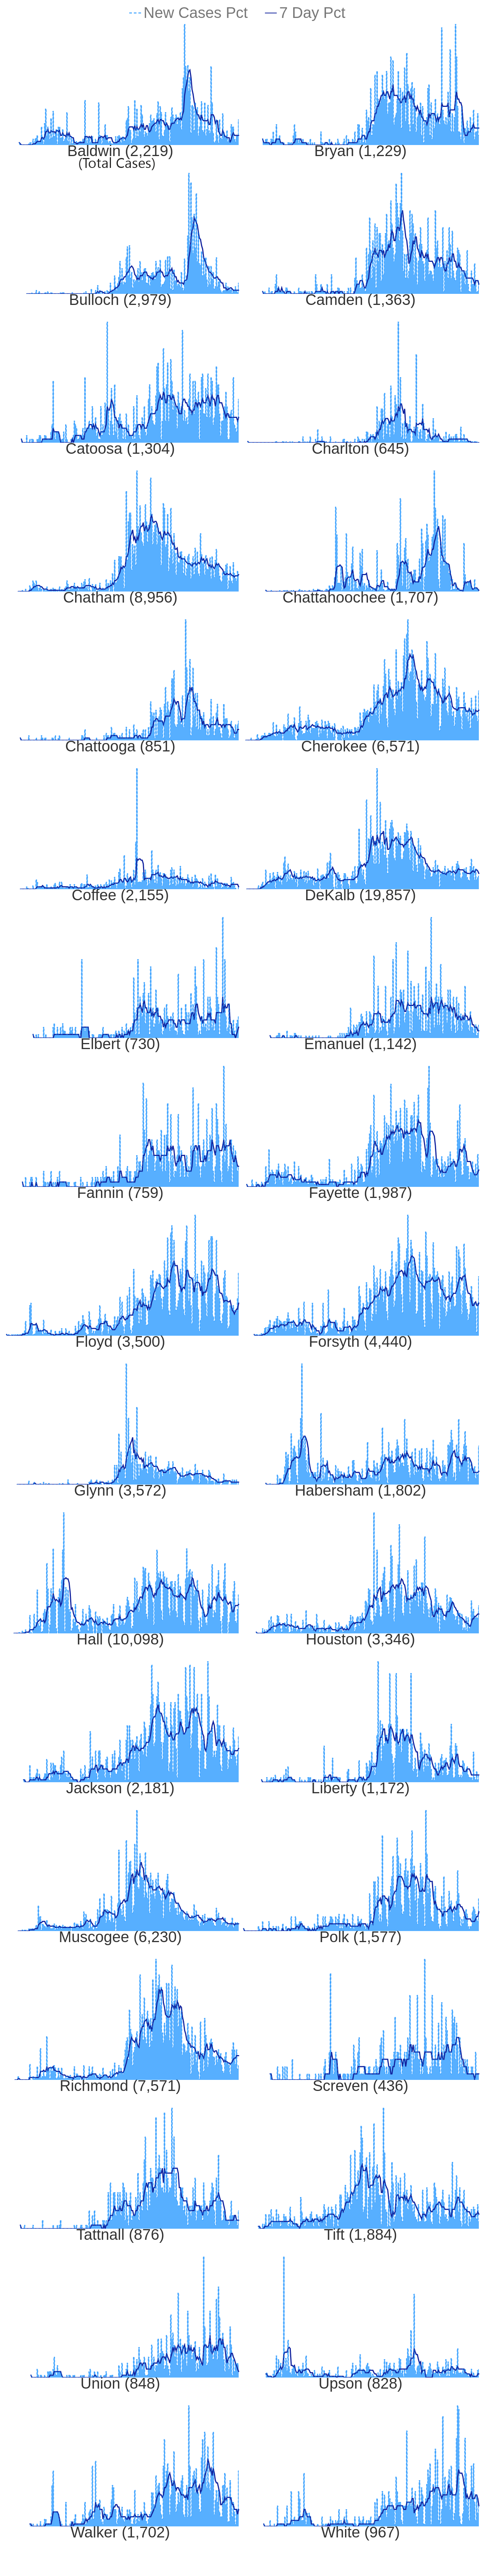 New Cases Pct 7 Day Pct
Baldwin (2,219) Bryan (1,229)
(Total Cases)
Bulloch (2,979) Camden (1,363)
Catoosa (1,304) Charlton (645)
Chatham (8,956) Chattahoochee (1,707)
Chattooga (851) Cherokee (6,571)
Coffee (2,155) DeKalb (19,857)
Elbert (730) Emanuel (1,142)
Fannin (759) Fayette (1,987)
Floyd (3,500) Forsyth (4,440)
Glynn (3,572) Habersham (1,802)
Hall (10,098) Houston (3,346)
Jackson (2,181) Liberty (1,172)
Muscogee (6,230) Polk (1,577)
Richmond (7,571) Screven (436)
Tattnall (876) Tift (1,884)
Union (848) Upson (828)
Walker (1,702) White (967)